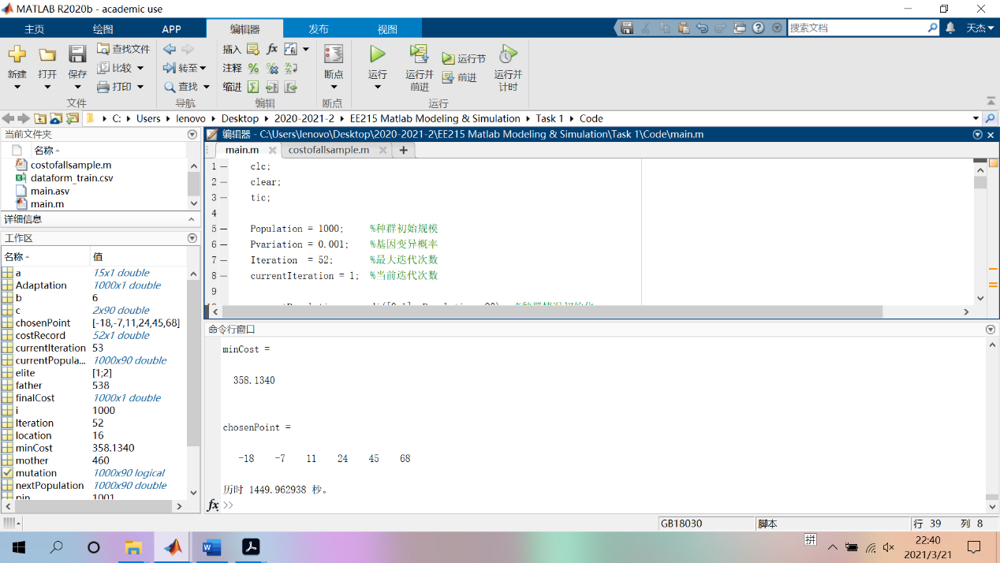 MATLAB R2020b - academic use
主页 绘图 APP 编辑器 发布 视图 搜索文档 天杰
新建 打开 保存 查找文件 比较 打印 转至 查找 插入 fx 注释 缩进 断点 运行 运行并前进 运行节 前进 运行并计时
文件 导航 编辑 断点 运行
C: Users lenovo Desktop 2020-2021-2 EE215 Matlab Modeling & Simulation Task 1 Code
当前文件夹
名称
costofallsample.m
dataform_train.csv
main.asv
main.m
详细信息
工作区
名称 值
a 15x1 double
Adaptation 1000x1 double
b 6
c 2x90 double
chosenPoint [-18,-7,11,24,45,68]
costRecord 52x1 double
currentIteration 53
currentPopula... 1000x90 double
elite [1;2]
father 538
finalCost 1000x1 double
i 1000
Iteration 52
location 16
minCost 358.1340
mother 460
mutation 1000x90 logical
nextPopulation 1000x90 double
pin 1001
编辑器 - C:\Users\lenovo\Desktop\2020-2021-2\EE215 Matlab Modeling & Simulation\Task 1\Code\main.m
main.m costofallsample.m
1 clc;
2 clear;
3 tic;
4
5 Population = 1000; %种群初始规模
6 Pvariation = 0.001; %基因变异概率
7 Iteration = 52; %最大迭代次数
8 currentIteration = 1; %当前迭代次数
9
命令行窗口
minCost =
358.1340
chosenPoint =
-18 -7 11 24 45 68
历时 1449.962938 秒。
fx >>
GB18030 脚本 行 39 列 8
拼
22:40
2021/3/21